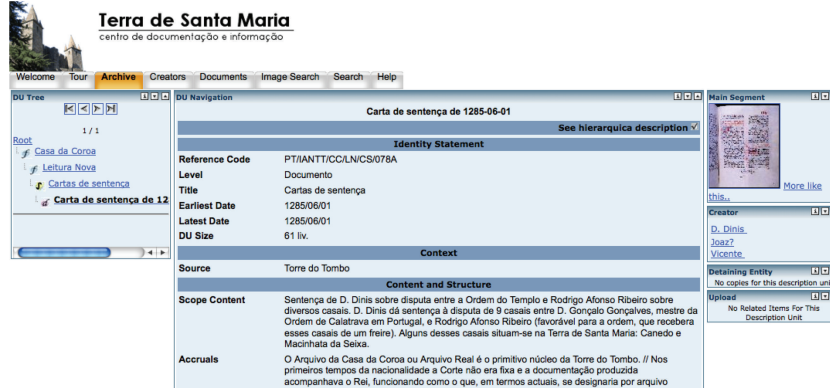 Terra de Santa Maria
centro de documentação e informação
Welcome Tour Archive Creators Documents Image Search Search Help
DU Tree
1 / 1
Root
Casa da Coroa
Leitura Nova
Cartas de sentença
Carta de sentença de 12
DU Navigation
Carta de sentença de 1285-06-01
See hierarquica description
Identity Statement
Reference Code PT/IANTT/CC/LN/CS/078A
Level Documento
Title Cartas de sentença
Earliest Date 1285/06/01
Latest Date 1285/06/01
DU Size 61 liv.
Context
Source Torre do Tombo
Content and Structure
Scope Content Sentença de D. Dinis sobre disputa entre a Ordem do Templo e Rodrigo Afonso Ribeiro sobre
diversos casais. D. Dinis dá sentença à disputa de 9 casais entre D. Gonçalo Gonçalves, mestre da
Ordem de Calatrava em Portugal, e Rodrigo Afonso Ribeiro (favorável para a ordem, que recebera
esses casais de um freire). Alguns desses casais situam-se na Terra de Santa Maria: Canedo e
Macinhata da Seixa.
Accruals O Arquivo da Casa da Coroa ou Arquivo Real é o primitivo núcleo da Torre do Tombo. // Nos
primeiros tempos da nacionalidade a Corte não era fixa e a documentação produzida
acompanhava o Rei, funcionando como o que, em termos actuais, se designaria por arquivo
Main Segment
More like
this..
Creator
D. Dinis
Joaz?
Vicente
Detaining Entity
No copies for this description uni
Upload
No Related Items For This
Description Unit